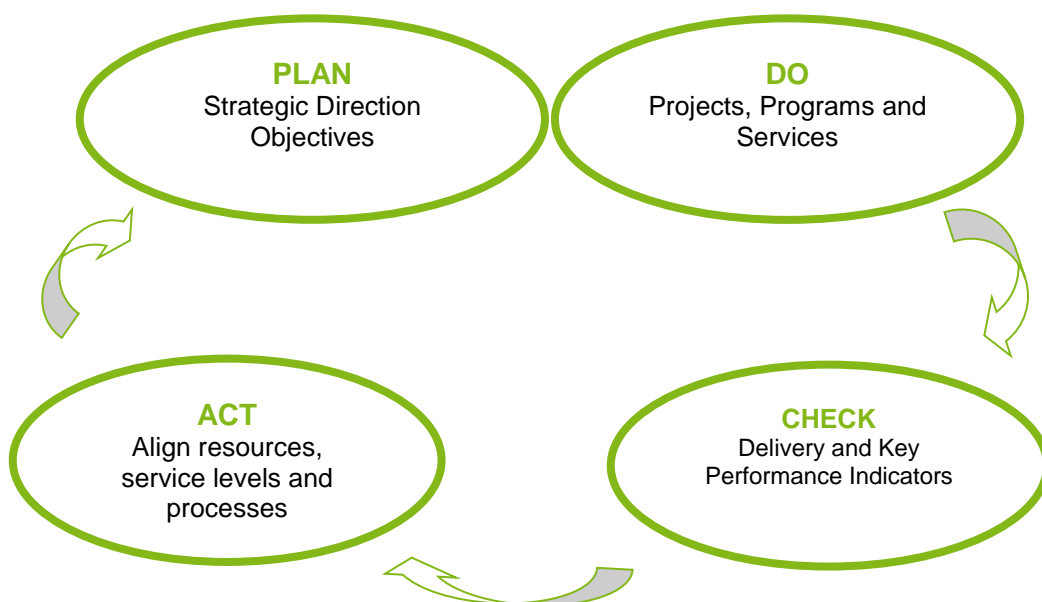 PLAN
Strategic Direction
Objectives
DO
Projects, Programs and
Services
CHECK
Delivery and Key
Performance Indicators
ACT
Align resources,
service levels and
processes